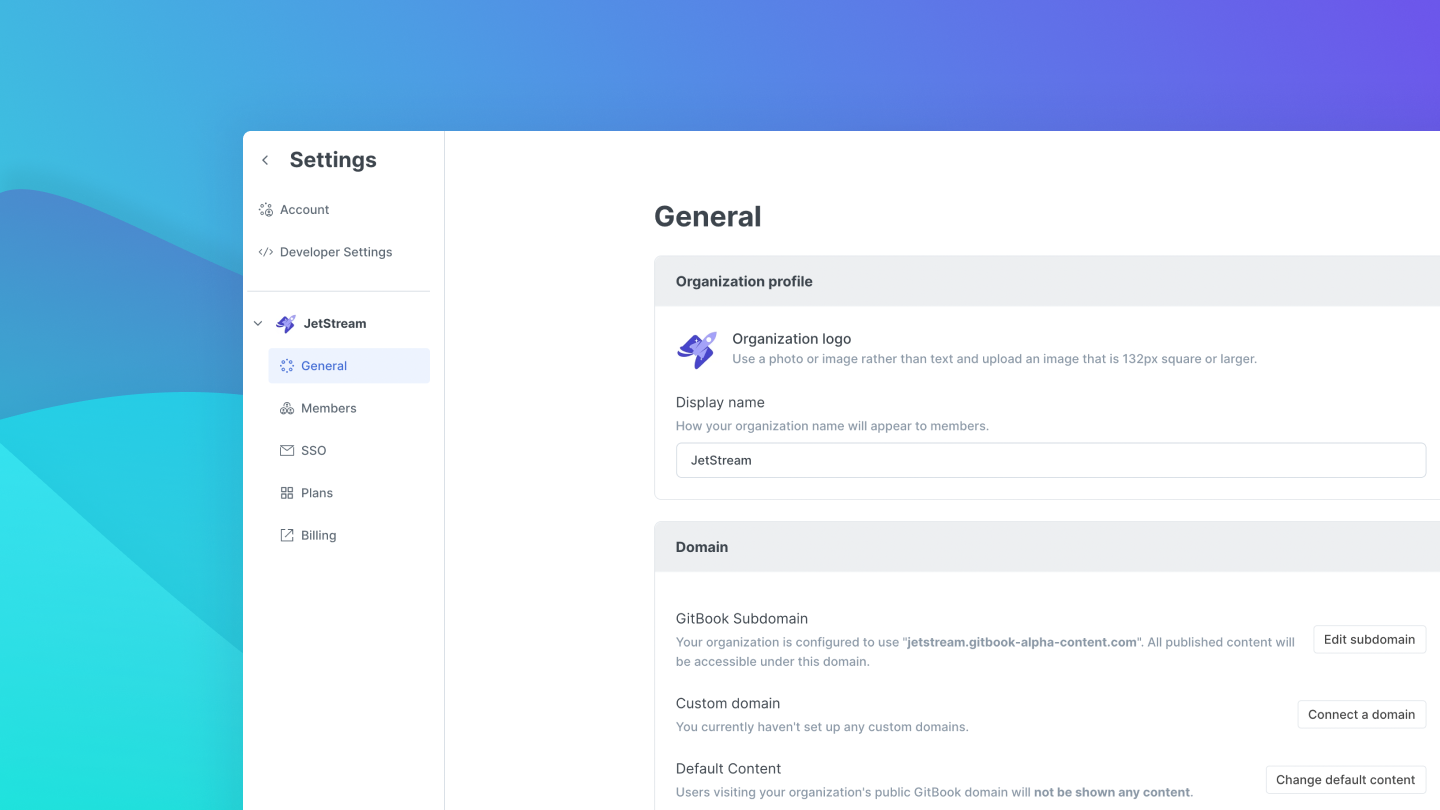 Settings
Account
Developer Settings
JetStream
General
Members
SSO
Plans
Billing
General
Organization profile
Organization logo
Use a photo or image rather than text and upload an image that is 132px square or larger.
Display name
How your organization name will appear to members.
JetStream
Domain
GitBook Subdomain
Your organization is configured to use "jetstream.gitbook-alpha-content.com". All published content will
be accessible under this domain.
Edit subdomain
Custom domain
You currently haven't set up any custom domains.
Connect a domain
Default Content
Users visiting your organization's public GitBook domain will not be shown any content.
Change default content